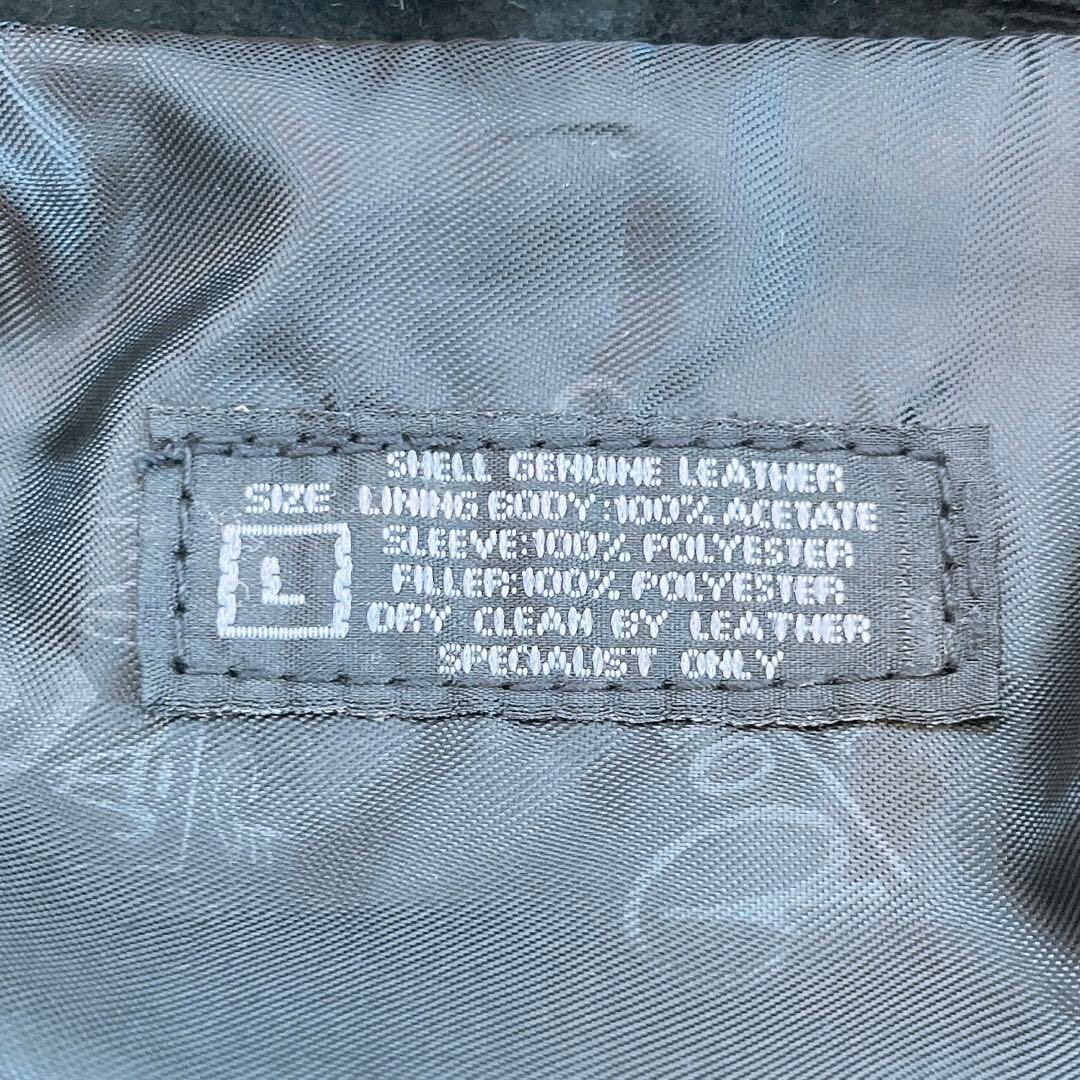 SIZE
L
SHELL GENUINE LEATHER
LINING BODY:100% ACETATE
SLEEVE:100% POLYESTER
FILLER:100% POLYESTER
DRY CLEAN BY LEATHER
SPECIALIST ONLY